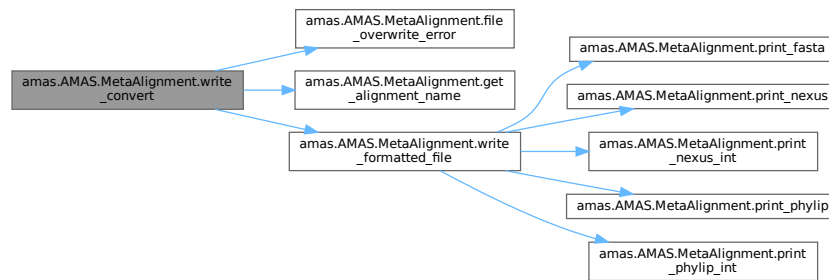 amas.AMAS.MetaAlignment.write
_convert
amas.AMAS.MetaAlignment.file
_overwrite_error
amas.AMAS.MetaAlignment.get
_alignment_name
amas.AMAS.MetaAlignment.write
_formatted_file
amas.AMAS.MetaAlignment.print_fasta
amas.AMAS.MetaAlignment.print_nexus
amas.AMAS.MetaAlignment.print
_nexus_int
amas.AMAS.MetaAlignment.print_phylip
amas.AMAS.MetaAlignment.print
_phylip_int